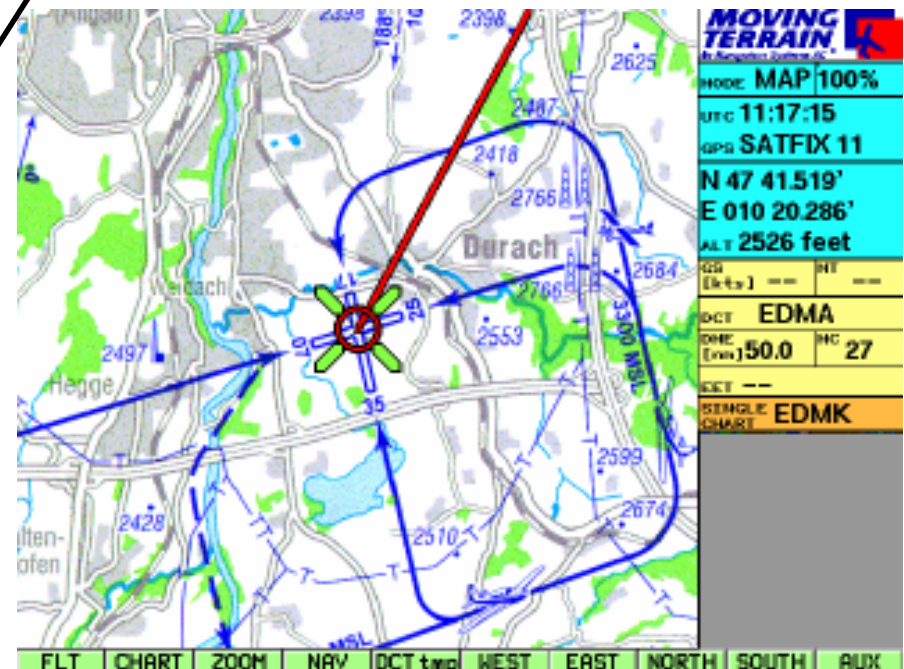 (Allgäu)
2398
188°
2398
2625
2487
2418
2766
Durach
2684
2766
Weidach
17
25
2553
07
2497
3300 MSL
Hegge
35
2599
2428
2510
2674
MSL
MOVING
TERRAIN
MODE MAP 100%
UTC 11:17:15
GPS SATFIX 11
N 47 41.519'
E 010 20.286'
ALT 2526 feet
GS [kts] -- MT --
DCT EDMA
DME [nm] 50.0 MC 27
EET --
SINGLE CHART EDMK
FLT CHART ZOOM NAV DCT tmp WEST EAST NORTH SOUTH AUX